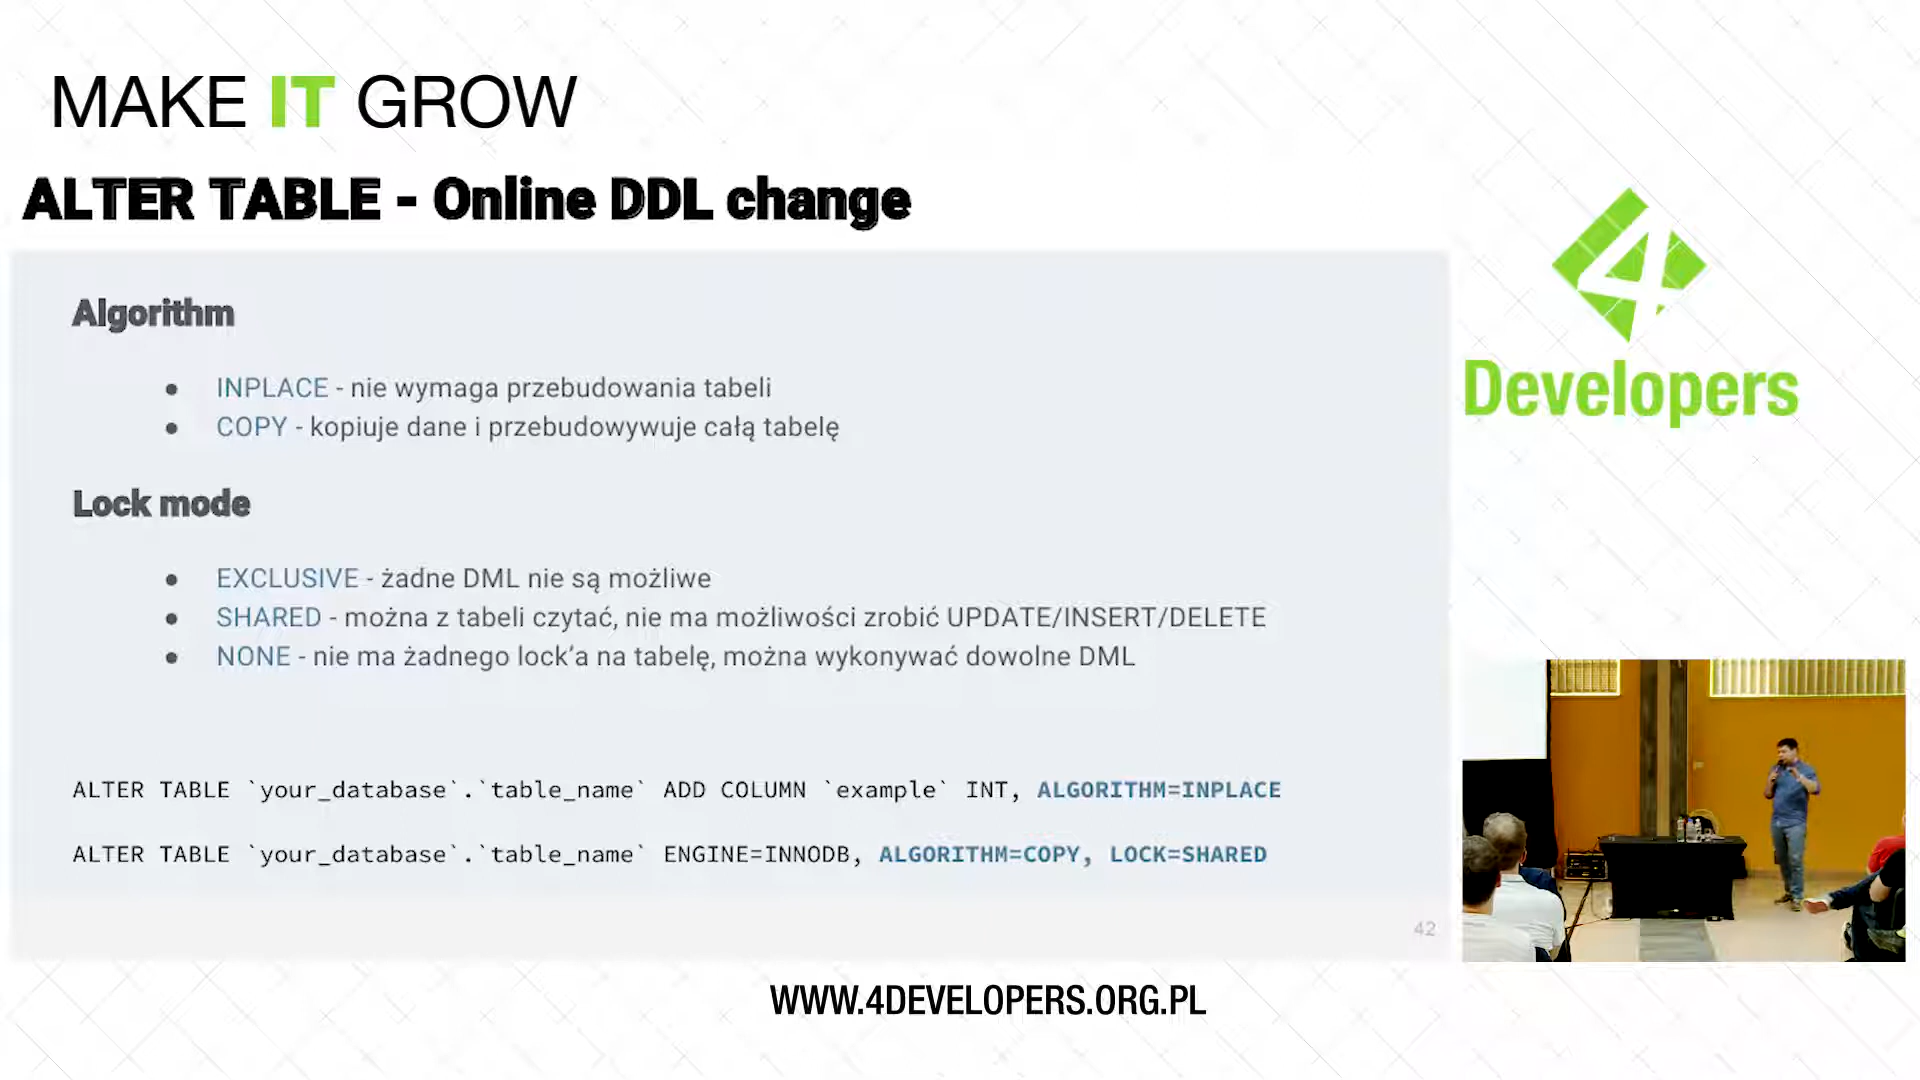 MAKE IT GROW
ALTER TABLE - Online DDL change
4
Developers
Algorithm
● INPLACE - nie wymaga przebudowania tabeli
● COPY - kopiuje dane i przebudowywuje całą tabelę
Lock mode
● EXCLUSIVE - żadne DML nie są możliwe
● SHARED - można z tabeli czytać, nie ma możliwości zrobić UPDATE/INSERT/DELETE
● NONE - nie ma żadnego lock’a na tabelę, można wykonywać dowolne DML
ALTER TABLE `your_database`.`table_name` ADD COLUMN `example` INT, ALGORITHM=INPLACE
ALTER TABLE `your_database`.`table_name` ENGINE=INNODB, ALGORITHM=COPY, LOCK=SHARED
42
WWW.4DEVELOPERS.ORG.PL